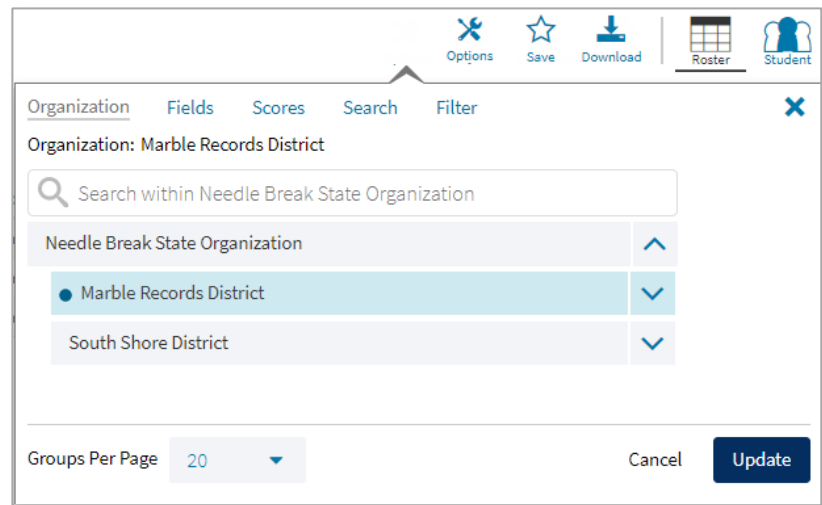 Options Save Download Roster Student
Organization Fields Scores Search Filter
Organization: Marble Records District
Search within Needle Break State Organization
Needle Break State Organization
Marble Records District
South Shore District
Groups Per Page 20 Cancel Update